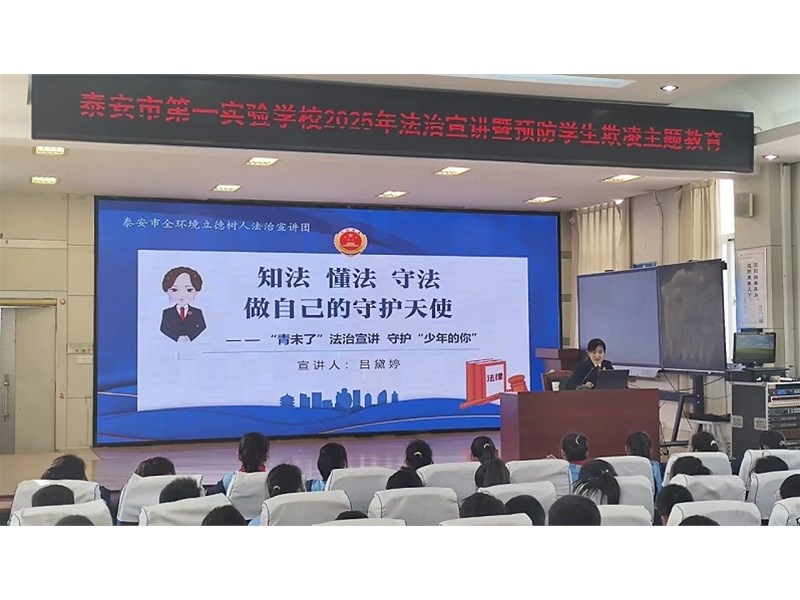 泰安市第一实验学校2025年法治宣讲暨预防学生欺凌主题教育
泰安市全环境立德树人法治宣讲团
知法 懂法 守法
做自己的守护天使
—— “青未了”法治宣讲 守护“少年的你”
宣讲人：吕黛婷
法律